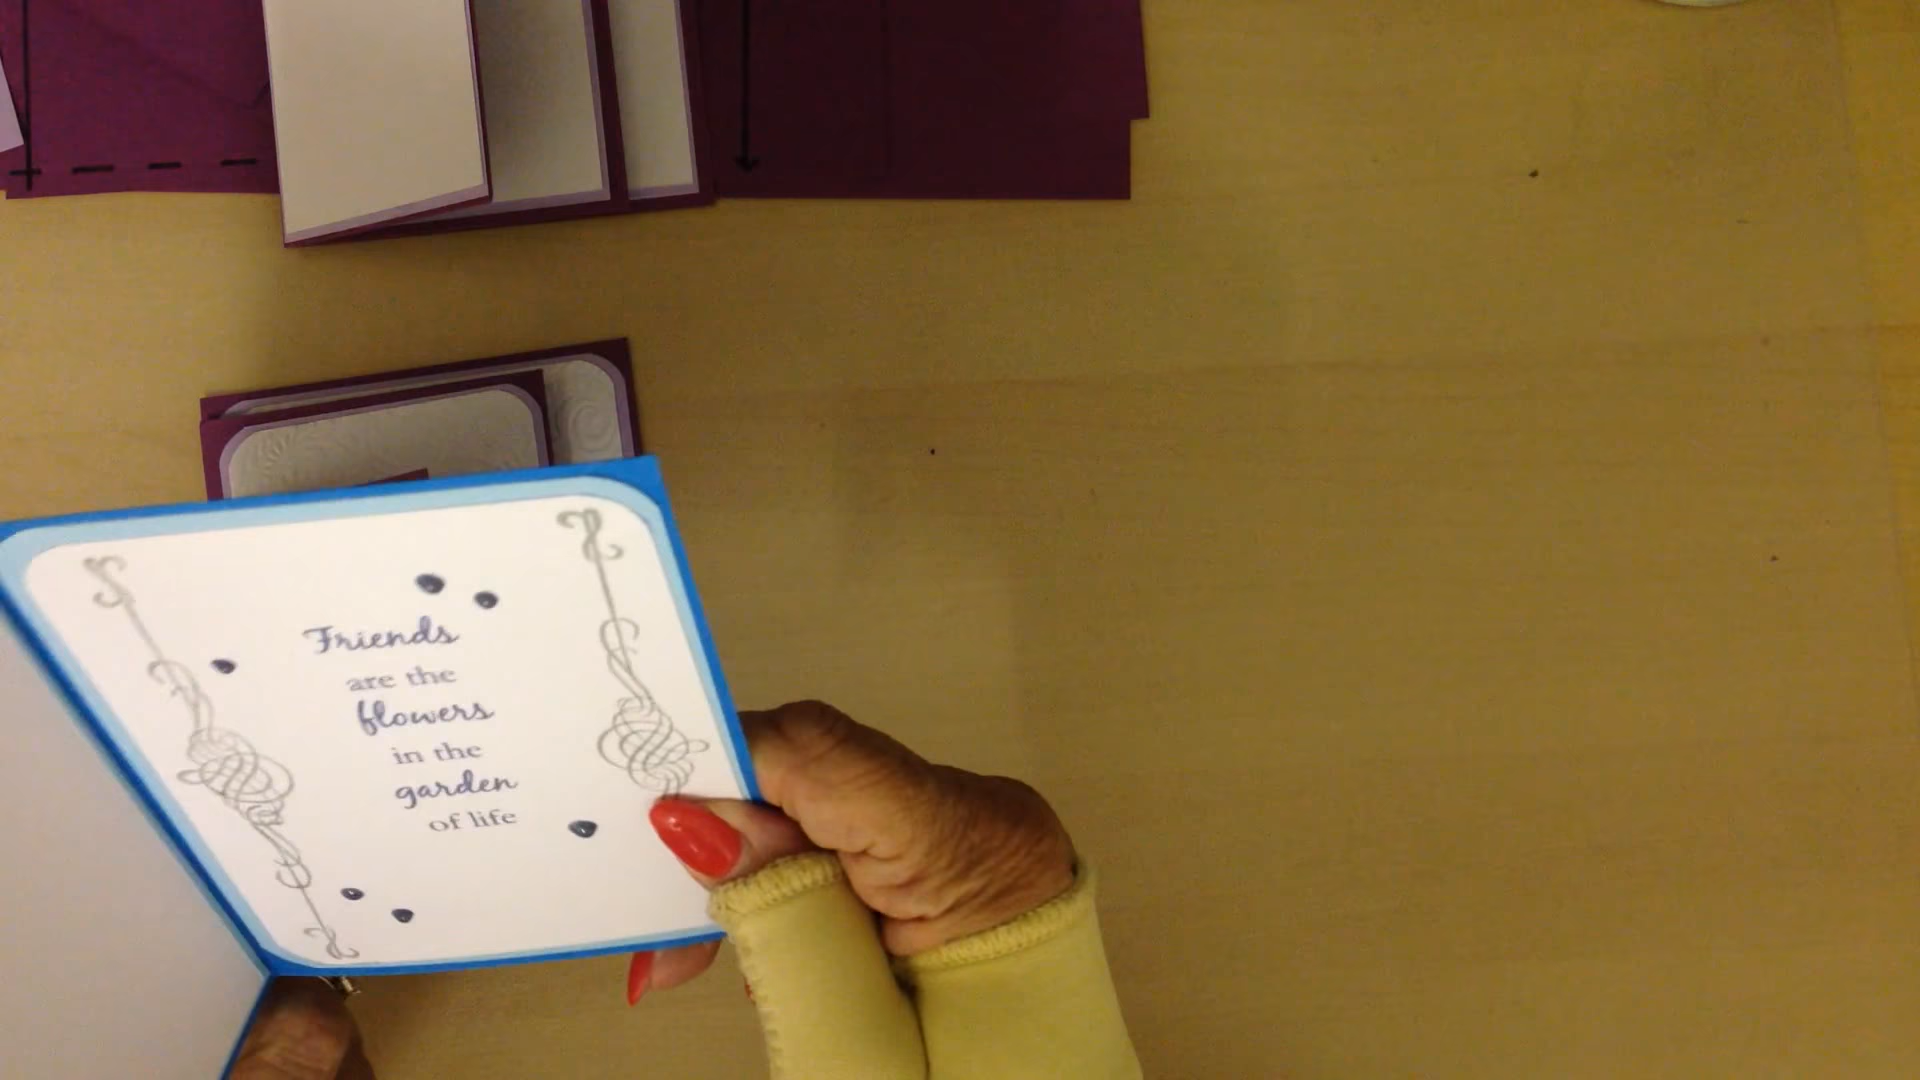 Friends
are the
flowers
in the
garden
of life